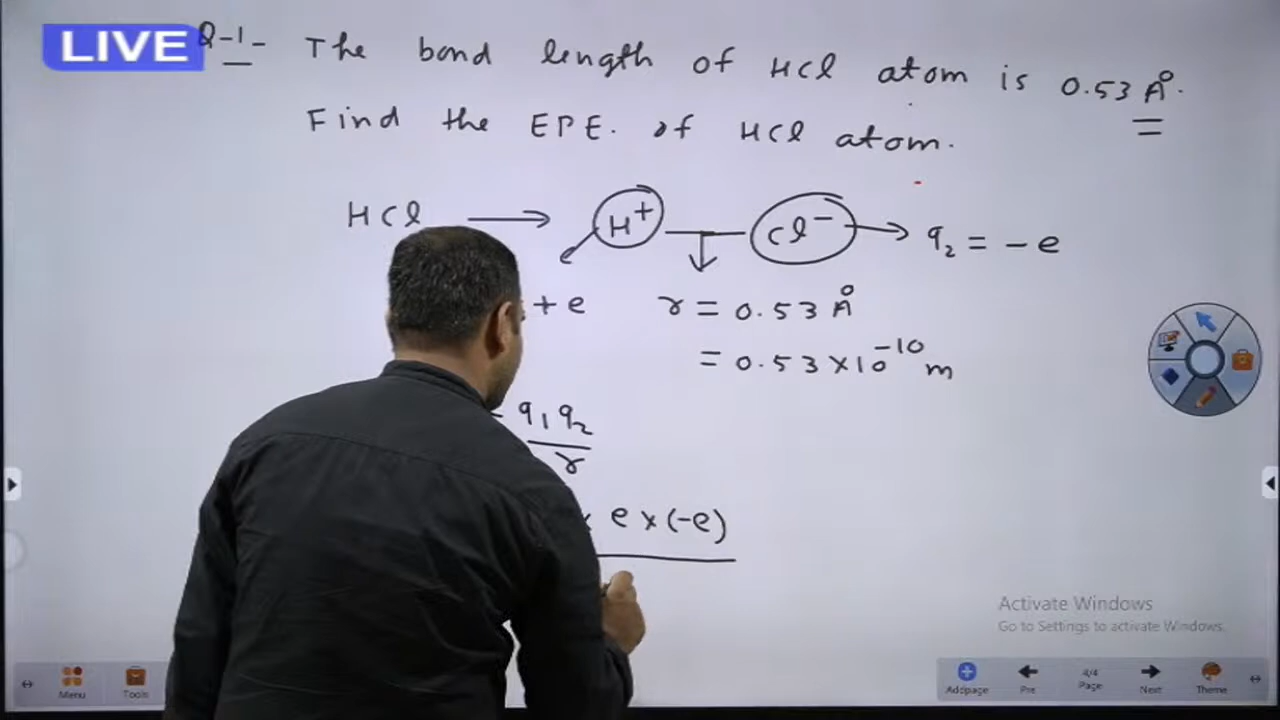 LIVE
Q-1- The bond length of HCl atom is 0.53 Å.
Find the EPE. of HCl atom.
HCl → H+ Cl- → q2 = -e
+ e r = 0.53 Å
= 0.53 × 10^-10 m
q1 q2
r
e × (-e)
Activate Windows
Go to Settings to activate Windows.
Menu Tools Addpage Pre 4/4 Page Next Theme